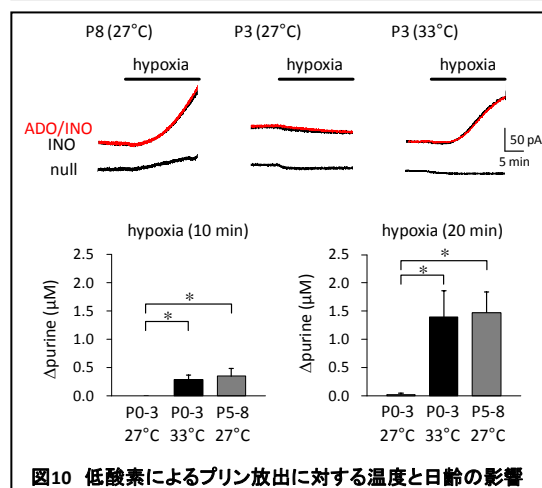 P8 (27°C) P3 (27°C) P3 (33°C)
hypoxia hypoxia hypoxia
ADO/INO
INO
null
50 pA
5 min
hypoxia (10 min)
Δpurine (µM)
2.5
2.0
1.5
1.0
0.5
0.0
* *
P0-3 P0-3 P5-8
27°C 33°C 27°C
hypoxia (20 min)
Δpurine (µM)
2.5
2.0
1.5
1.0
0.5
0.0
* *
P0-3 P0-3 P5-8
27°C 33°C 27°C
図10 低酸素によるプリン放出に対する温度と日齢の影響